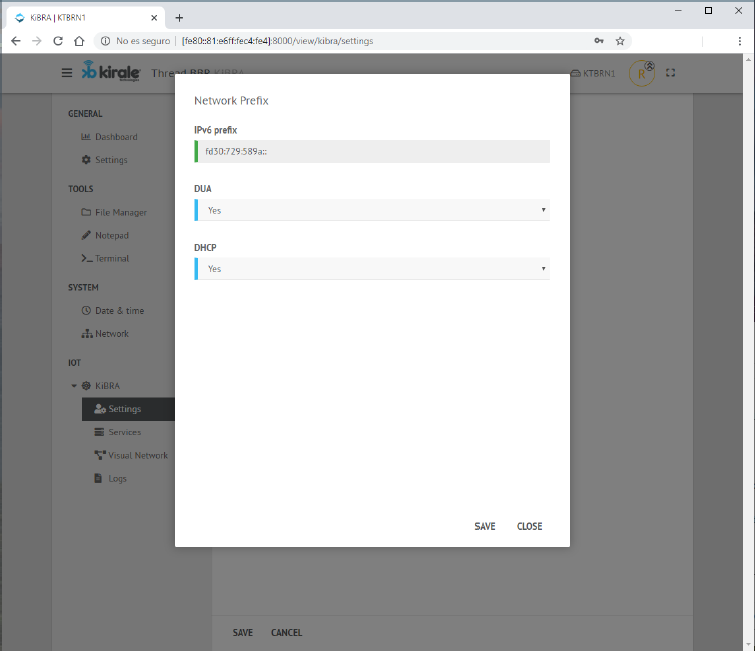 KiBRA | KTBRN1
No es seguro | [fe80::81:e6ff:fec4:fe4]:8000/view/kibra/settings
kirale
Thread BBR KiBRA
KTBRN1
R
GENERAL
Dashboard
Settings
TOOLS
File Manager
Notepad
Terminal
SYSTEM
Date & time
Network
IOT
KiBRA
Settings
Services
Visual Network
Logs
Network Prefix
IPv6 prefix
fd30:729:589a::
DUA
Yes
DHCP
Yes
SAVE CLOSE
SAVE CANCEL